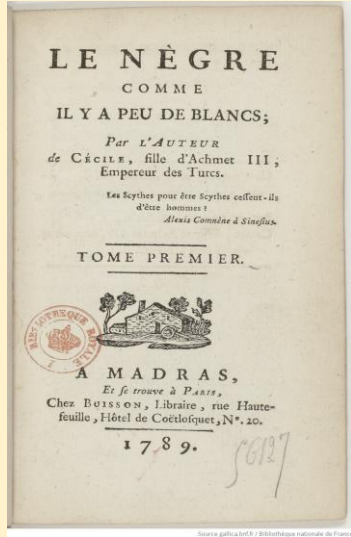 LE NÈGRE
COMME
IL Y A PEU DE BLANCS;
Par L'AUTEUR
de CÉCILE, fille d'Achmet III,
Empereur des Turcs.
Les Scythes pour être Scythes cessent-ils
d'être hommes?
Alexis Comnène à Sinestus.
TOME PREMIER.
BIBLIOTHEQUE ROYALE
A MADRAS,
Et se trouve à PARIS,
Chez BUISSON, Libraire, rue Haute-
feuille, Hôtel de Coëtlosquet, N°. 20.
1789.
Source gallica.bnf.fr / Bibliothèque nationale de France